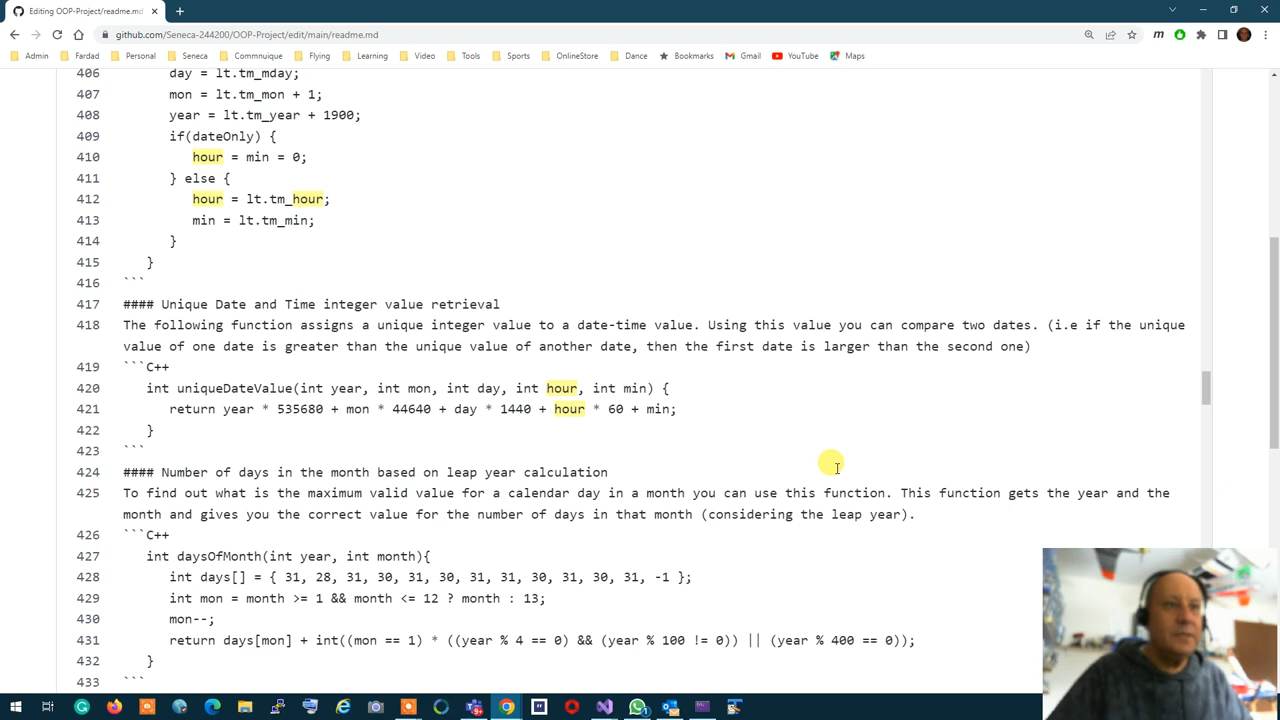 Editing OOP-Project/readme.md
github.com/Seneca-244200/OOP-Project/edit/main/readme.md
Admin Fardad Personal Seneca Commnuique Flying Learning Video Tools Sports OnlineStore Dance Bookmarks Gmail YouTube Maps
406 day = lt.tm_mday;
407 mon = lt.tm_mon + 1;
408 year = lt.tm_year + 1900;
409 if(dateOnly) {
410 hour = min = 0;
411 } else {
412 hour = lt.tm_hour;
413 min = lt.tm_min;
414 }
415 }
416 ```
417 #### Unique Date and Time integer value retrieval
418 The following function assigns a unique integer value to a date-time value. Using this value you can compare two dates. (i.e if the unique
value of one date is greater than the unique value of another date, then the first date is larger than the second one)
419 ```C++
420 int uniqueDateValue(int year, int mon, int day, int hour, int min) {
421 return year * 535680 + mon * 44640 + day * 1440 + hour * 60 + min;
422 }
423 ```
424 #### Number of days in the month based on leap year calculation
425 To find out what is the maximum valid value for a calendar day in a month you can use this function. This function gets the year and the
month and gives you the correct value for the number of days in that month (considering the leap year).
426 ```C++
427 int daysOfMonth(int year, int month){
428 int days[] = { 31, 28, 31, 30, 31, 30, 31, 31, 30, 31, 30, 31, -1 };
429 int mon = month >= 1 && month <= 12 ? month : 13;
430 mon--;
431 return days[mon] + int((mon == 1) * ((year % 4 == 0) && (year % 100 != 0)) || (year % 400 == 0));
432 }
433 ```